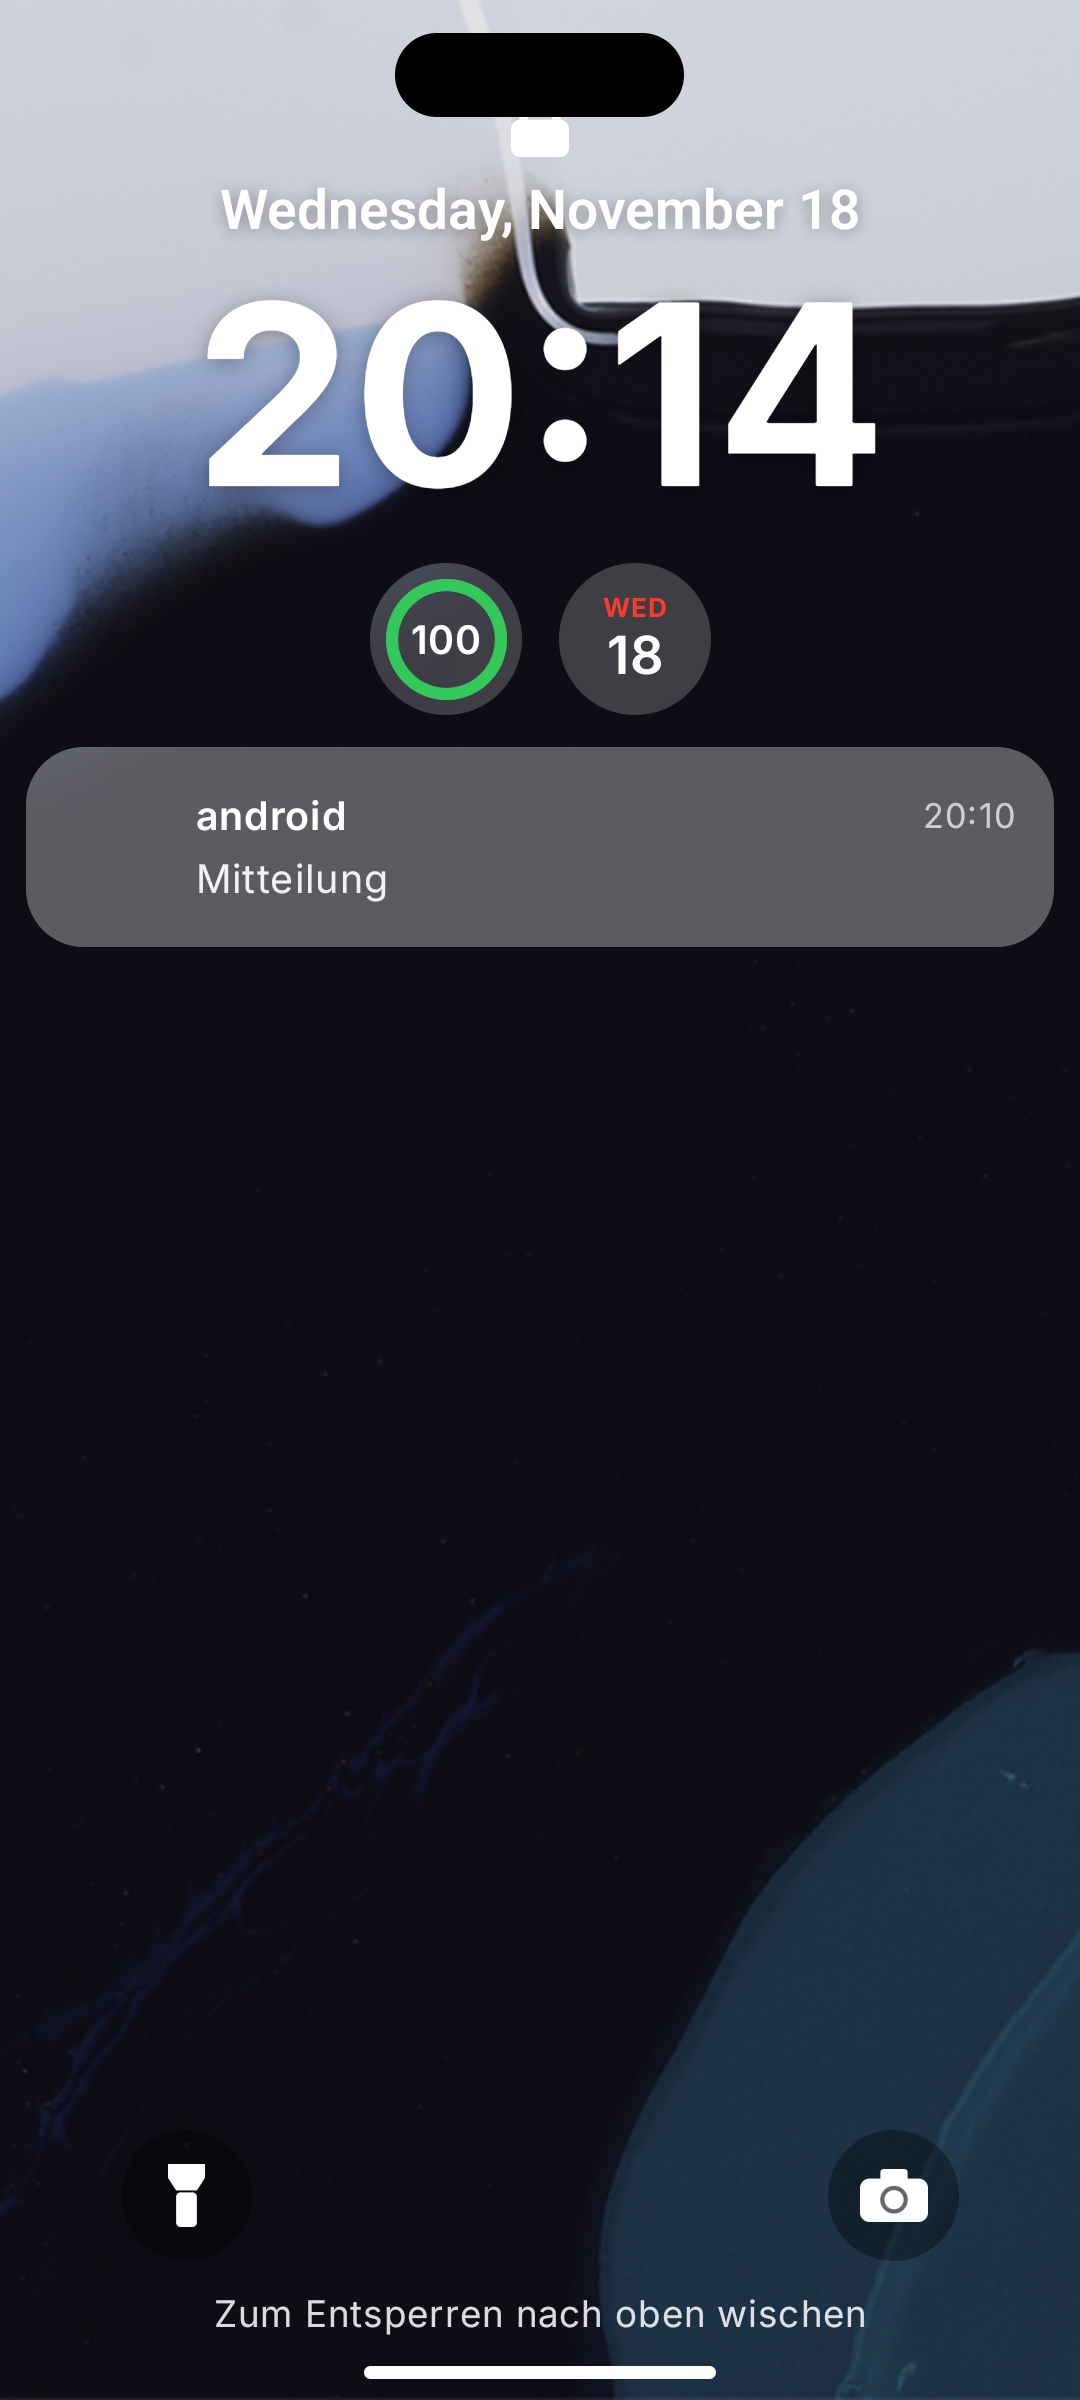 Wednesday, November 18
20:14
100
WED
18
android
20:10
Mitteilung
Zum Entsperren nach oben wischen